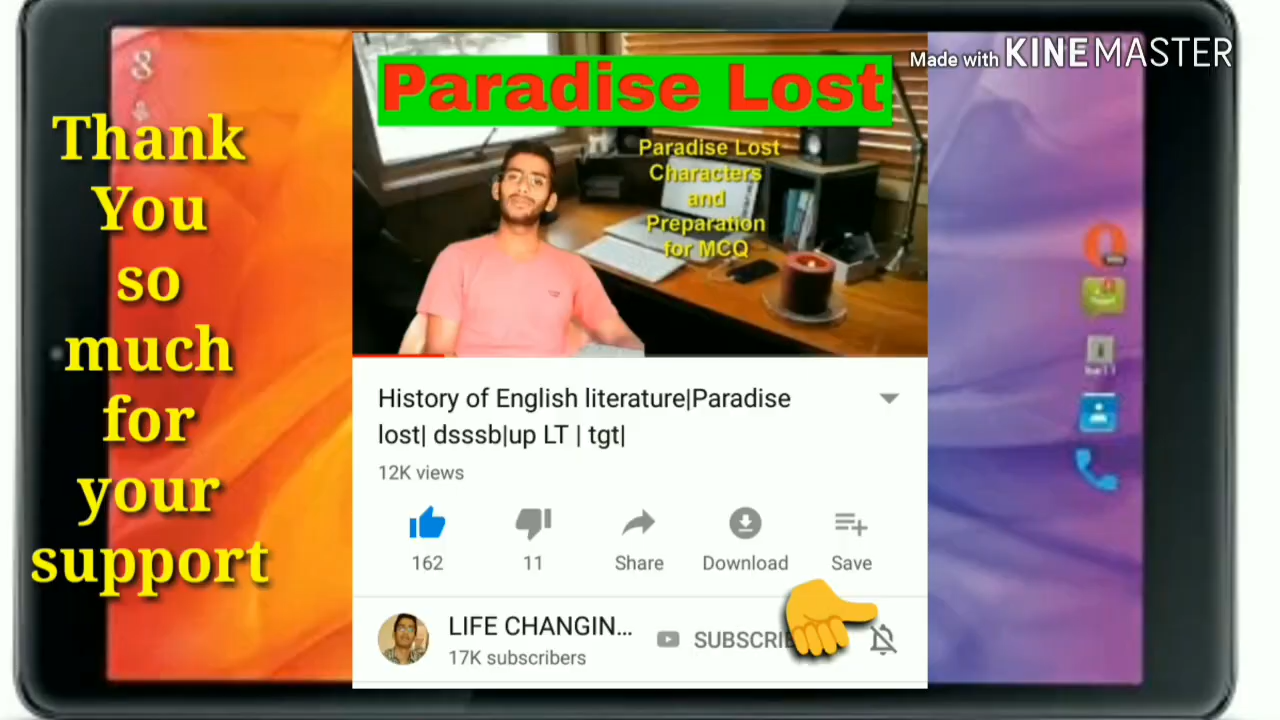 Made with KINEMASTER
Thank
You
so
much
for
your
support
Paradise Lost
Paradise Lost
Characters
and
Preparation
for MCQ
History of English literature|Paradise
lost| dsssb|up LT | tgt|
12K views
162
11
Share
Download
Save
LIFE CHANGIN...
SUBSCRIB
17K subscribers
8